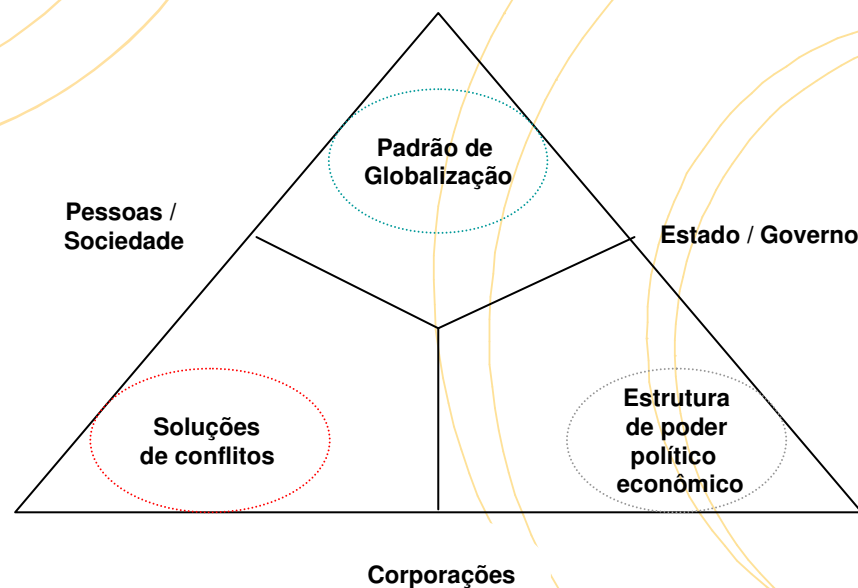 Padrão de
Globalização
Pessoas /
Sociedade
Estado / Governo
Soluções
de conflitos
Estrutura
de poder
político
econômico
Corporações